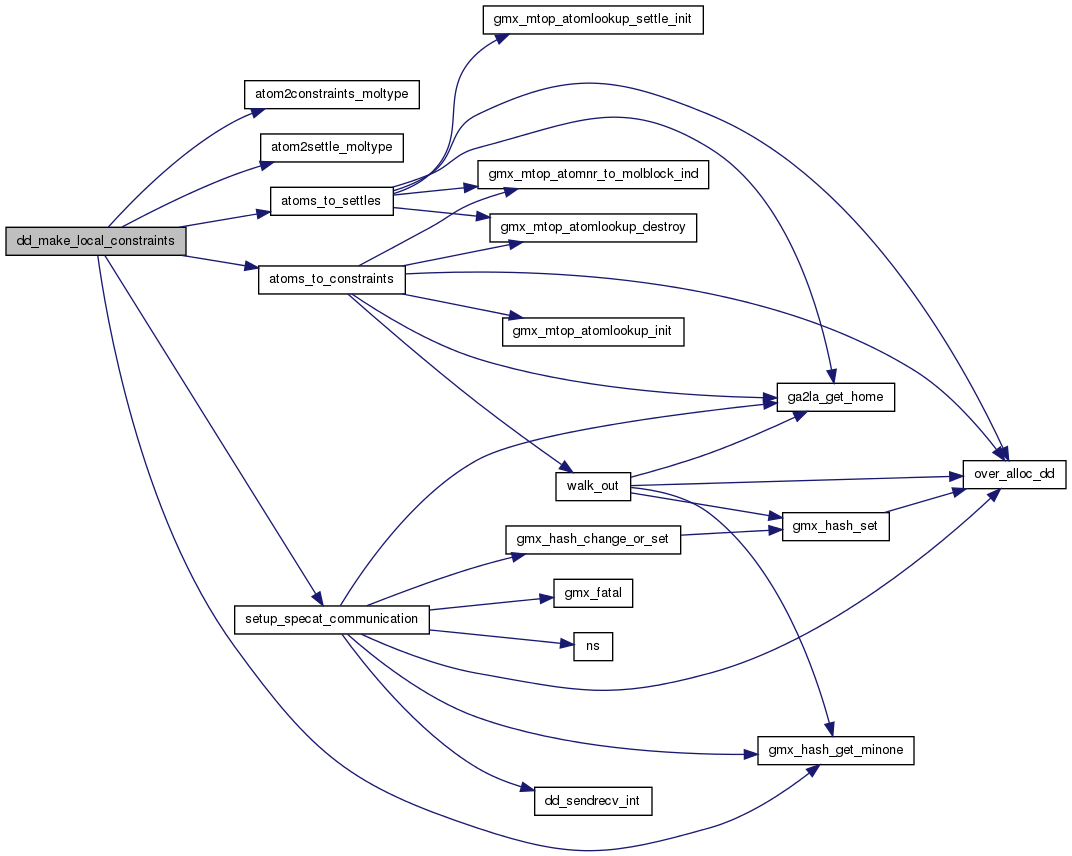 gmx_mtop_atomlookup_settle_init
atom2constraints_moltype
atom2settle_moltype
gmx_mtop_atomnr_to_molblock_ind
atoms_to_settles
gmx_mtop_atomlookup_destroy
dd_make_local_constraints
atoms_to_constraints
gmx_mtop_atomlookup_init
ga2la_get_home
over_alloc_dd
walk_out
gmx_hash_set
gmx_hash_change_or_set
gmx_fatal
setup_specat_communication
ns
gmx_hash_get_minone
dd_sendrecv_int